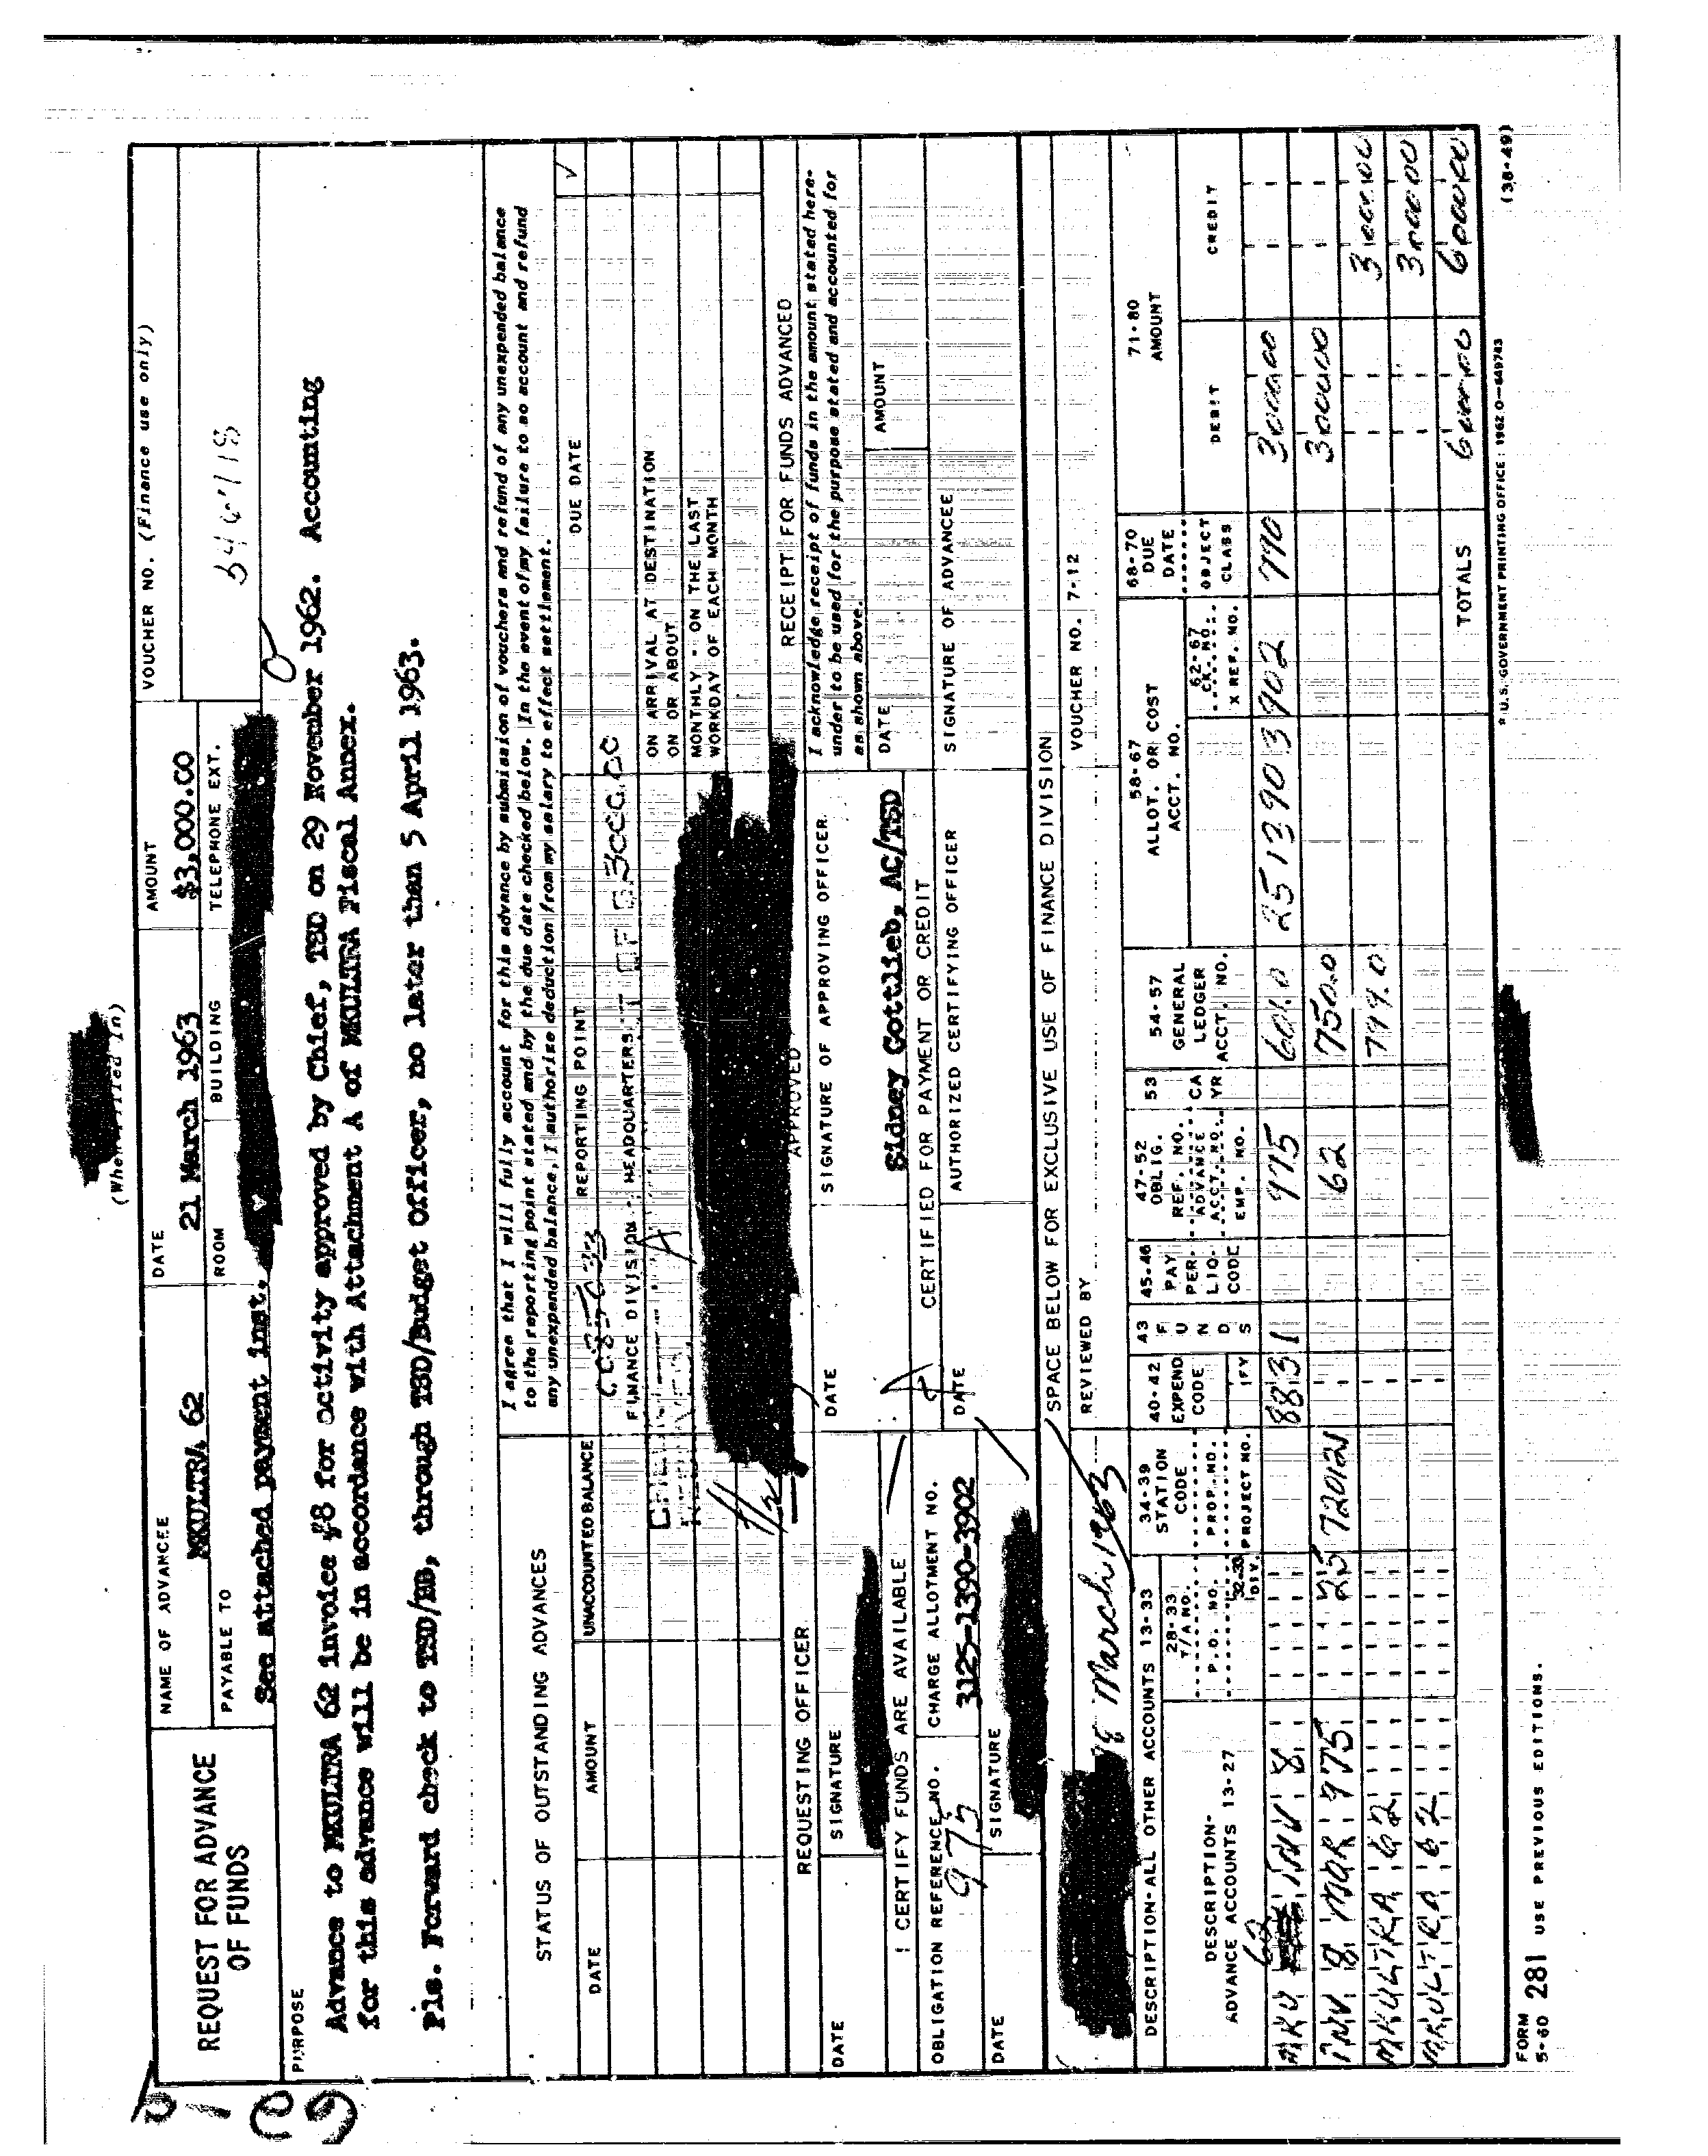 (When Filled In)
REQUEST FOR ADVANCE
OF FUNDS
NAME OF ADVANCEE
MKULTRA 62
DATE
21 March 1963
AMOUNT
$3,000.00
VOUCHER NO. (Finance use only)
PAYABLE TO
See attached payment inst.
ROOM
BUILDING
TELEPHONE EXT.
PURPOSE
Advance to MKULTRA 62 invoice #8 for activity approved by Chief, TSD on 29 November 1962. Accounting
for this advance will be in accordance with Attachment A of MKULTRA Fiscal Annex.
Pls. Forward check to TSD/BB, through TSD/Budget officer, no later than 5 April 1963.
STATUS OF OUTSTANDING ADVANCES
I agree that I will fully account for this advance by submission of vouchers and refund of any unexpended balance
to the reporting point stated and by the due date checked below. In the event of my failure to so account and refund
any unexpended balance, I authorize deduction from my salary to effect settlement.
DATE
AMOUNT
UNACCOUNTED BALANCE
REPORTING POINT
DUE DATE
FINANCE DIVISION - HEADQUARTERS
3000.00
ON ARRIVAL AT DESTINATION
ON OR ABOUT
MONTHLY - ON THE LAST
WORKDAY OF EACH MONTH
REQUESTING OFFICER
APPROVED
RECEIPT FOR FUNDS ADVANCED
DATE
SIGNATURE
DATE
SIGNATURE OF APPROVING OFFICER
Sidney Gottlieb, AC/TSD
I acknowledge receipt of funds in the amount stated here-
under to be used for the purpose stated and accounted for
as shown above.
DATE
AMOUNT
I CERTIFY FUNDS ARE AVAILABLE
CERTIFIED FOR PAYMENT OR CREDIT
SIGNATURE OF ADVANCEE
OBLIGATION REFERENCE NO.
975
CHARGE ALLOTMENT NO.
3125-1390-3902
DATE
AUTHORIZED CERTIFYING OFFICER
DATE
SIGNATURE
SPACE BELOW FOR EXCLUSIVE USE OF FINANCE DIVISION
March 1963
REVIEWED BY
VOUCHER NO. 7-12
DESCRIPTION-ALL OTHER ACCOUNTS 13-33
DESCRIPTION-
ADVANCE ACCOUNTS 13-27
28-33
T/A NO.
P.O. NO.
32-33
DIV.
34-39
STATION
CODE
PROP. NO.
PROJECT NO.
40-42
EXPEND
CODE
FY
43
FUNDS
45-46
PAY
PER.
LIQ.
CODE
47-52
OBLIG.
REF. NO.
ADVANCE
ACCT. NO.
EMP. NO.
53
CA
YR
54-57
GENERAL
LEDGER
ACCT. NO.
58-67
ALLOT. OR COST
ACCT. NO.
62-67
CK. NO.
X REF. NO.
68-70
DUE
DATE
OBJECT
CLASS
71-80
AMOUNT
DEBIT
CREDIT
MKU 62 INV 8 8831 975 601.0 2513903902 770 300000
INV 8 MAR 975 62 750.0 300000
MKULTRA 62 300000
MKULTRA 62 300000
TOTALS 600000 600000
FORM
5-60 281 USE PREVIOUS EDITIONS.
* U.S. GOVERNMENT PRINTING OFFICE : 1962 O—649743
(38-49)